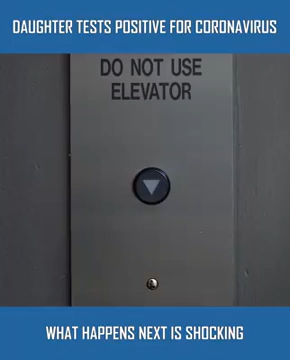 DAUGHTER TESTS POSITIVE FOR CORONAVIRUS
DO NOT USE
ELEVATOR
WHAT HAPPENS NEXT IS SHOCKING